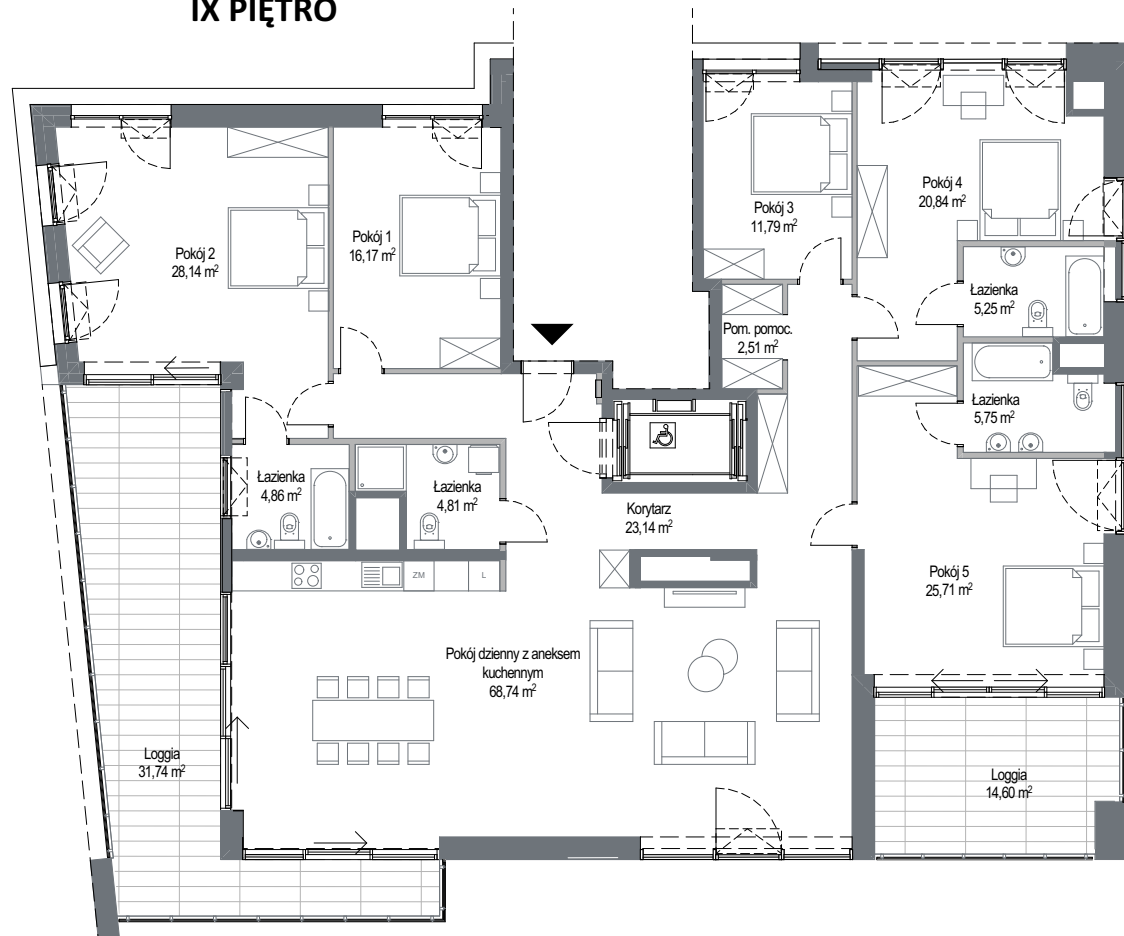 IX PIĘTRO
Pokój 2
28,14 m²
Pokój 1
16,17 m²
Pokój 3
11,79 m²
Pokój 4
20,84 m²
Łazienka
5,25 m²
Pom. pomoc.
2,51 m²
Łazienka
5,75 m²
Łazienka
4,86 m²
Łazienka
4,81 m²
Korytarz
23,14 m²
ZM
L
Pokój 5
25,71 m²
Pokój dzienny z aneksem
kuchennym
68,74 m²
Loggia
31,74 m²
Loggia
14,60 m²